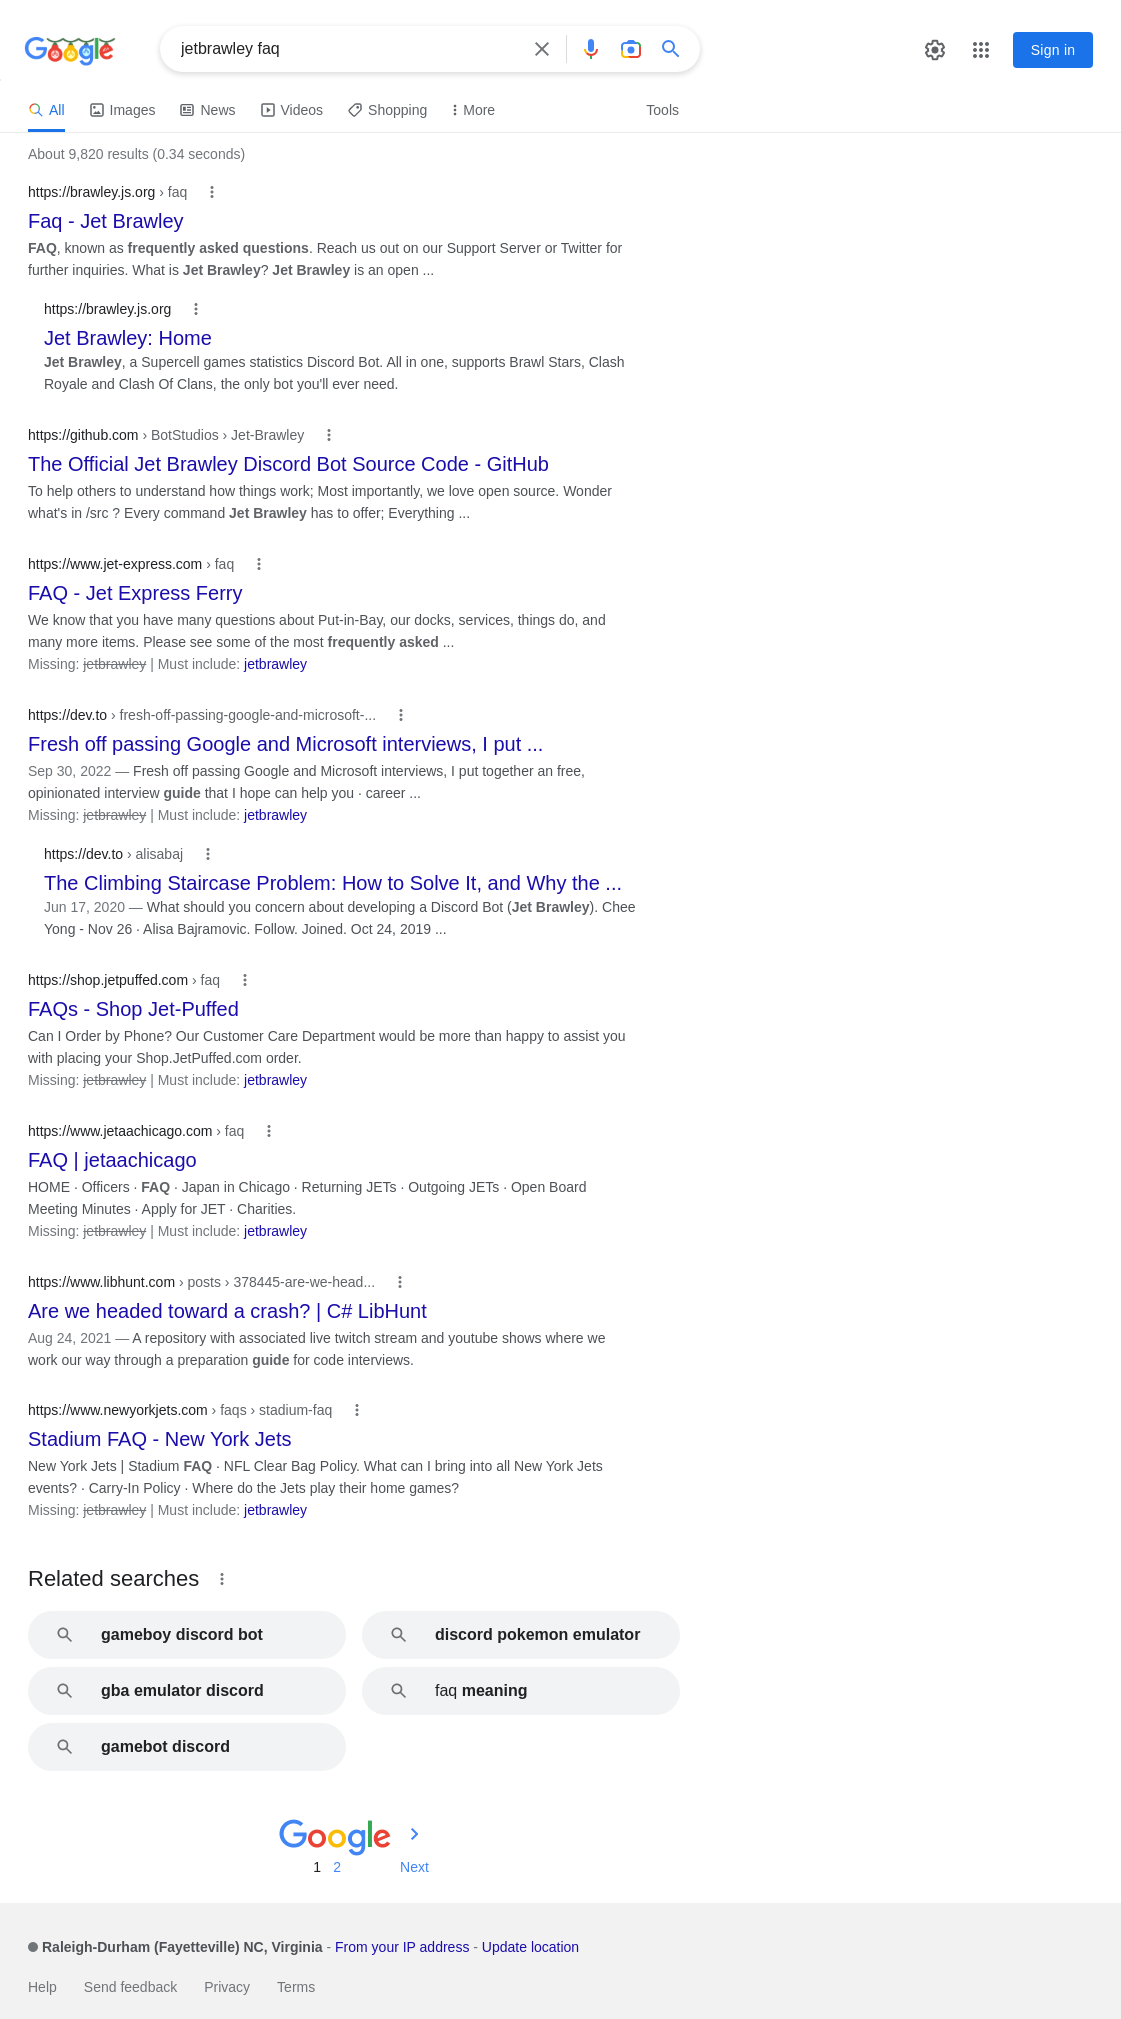 Google
jetbrawley faq
Sign in
All Images News Videos Shopping More Tools
About 9,820 results (0.34 seconds)
https://brawley.js.org › faq
Faq - Jet Brawley
FAQ, known as frequently asked questions. Reach us out on our Support Server or Twitter for
further inquiries. What is Jet Brawley? Jet Brawley is an open ...
https://brawley.js.org
Jet Brawley: Home
Jet Brawley, a Supercell games statistics Discord Bot. All in one, supports Brawl Stars, Clash
Royale and Clash Of Clans, the only bot you'll ever need.
https://github.com › BotStudios › Jet-Brawley
The Official Jet Brawley Discord Bot Source Code - GitHub
To help others to understand how things work; Most importantly, we love open source. Wonder
what's in /src ? Every command Jet Brawley has to offer; Everything ...
https://www.jet-express.com › faq
FAQ - Jet Express Ferry
We know that you have many questions about Put-in-Bay, our docks, services, things do, and
many more items. Please see some of the most frequently asked ...
Missing: jetbrawley | Must include: jetbrawley
https://dev.to › fresh-off-passing-google-and-microsoft-...
Fresh off passing Google and Microsoft interviews, I put ...
Sep 30, 2022 — Fresh off passing Google and Microsoft interviews, I put together an free,
opinionated interview guide that I hope can help you · career ...
Missing: jetbrawley | Must include: jetbrawley
https://dev.to › alisabaj
The Climbing Staircase Problem: How to Solve It, and Why the ...
Jun 17, 2020 — What should you concern about developing a Discord Bot (Jet Brawley). Chee
Yong - Nov 26 · Alisa Bajramovic. Follow. Joined. Oct 24, 2019 ...
https://shop.jetpuffed.com › faq
FAQs - Shop Jet-Puffed
Can I Order by Phone? Our Customer Care Department would be more than happy to assist you
with placing your Shop.JetPuffed.com order.
Missing: jetbrawley | Must include: jetbrawley
https://www.jetaachicago.com › faq
FAQ | jetaachicago
HOME · Officers · FAQ · Japan in Chicago · Returning JETs · Outgoing JETs · Open Board
Meeting Minutes · Apply for JET · Charities.
Missing: jetbrawley | Must include: jetbrawley
https://www.libhunt.com › posts › 378445-are-we-head...
Are we headed toward a crash? | C# LibHunt
Aug 24, 2021 — A repository with associated live twitch stream and youtube shows where we
work our way through a preparation guide for code interviews.
https://www.newyorkjets.com › faqs › stadium-faq
Stadium FAQ - New York Jets
New York Jets | Stadium FAQ · NFL Clear Bag Policy. What can I bring into all New York Jets
events? · Carry-In Policy · Where do the Jets play their home games?
Missing: jetbrawley | Must include: jetbrawley
Related searches
gameboy discord bot
discord pokemon emulator
gba emulator discord
faq meaning
gamebot discord
Google
1 2 Next
Raleigh-Durham (Fayetteville) NC, Virginia - From your IP address - Update location
Help Send feedback Privacy Terms